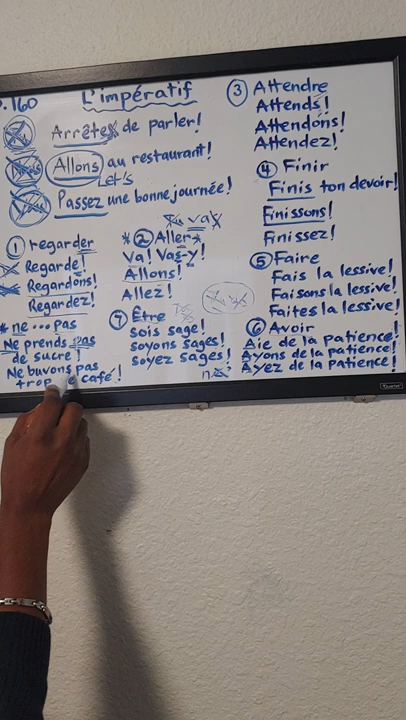 p.160
L'impératif
Arrêtes de parler!
Nous Allons au restaurant!
Let's
Vous Passez une bonne journée!
① regarder
Regarde!
Regardons!
Regardez!
* ne ... pas
Ne prends pas
de sucre!
Ne buvons pas
trop de café!
Tu vas
* ② Aller *
Va! Vas-y!
Allons!
Allez!
⑦ Être
sois sage!
soyons sages!
soyez sages!
③ Attendre
Attends!
Attendons!
Attendez!
④ Finir
Finis ton devoir!
Finissons!
Finissez!
⑤ Faire
Fais la lessive!
Faisons la lessive!
Faites la lessive!
⑥ Avoir
Aie de la patience!
Ayons de la patience!
Ayez de la patience!
Quartet